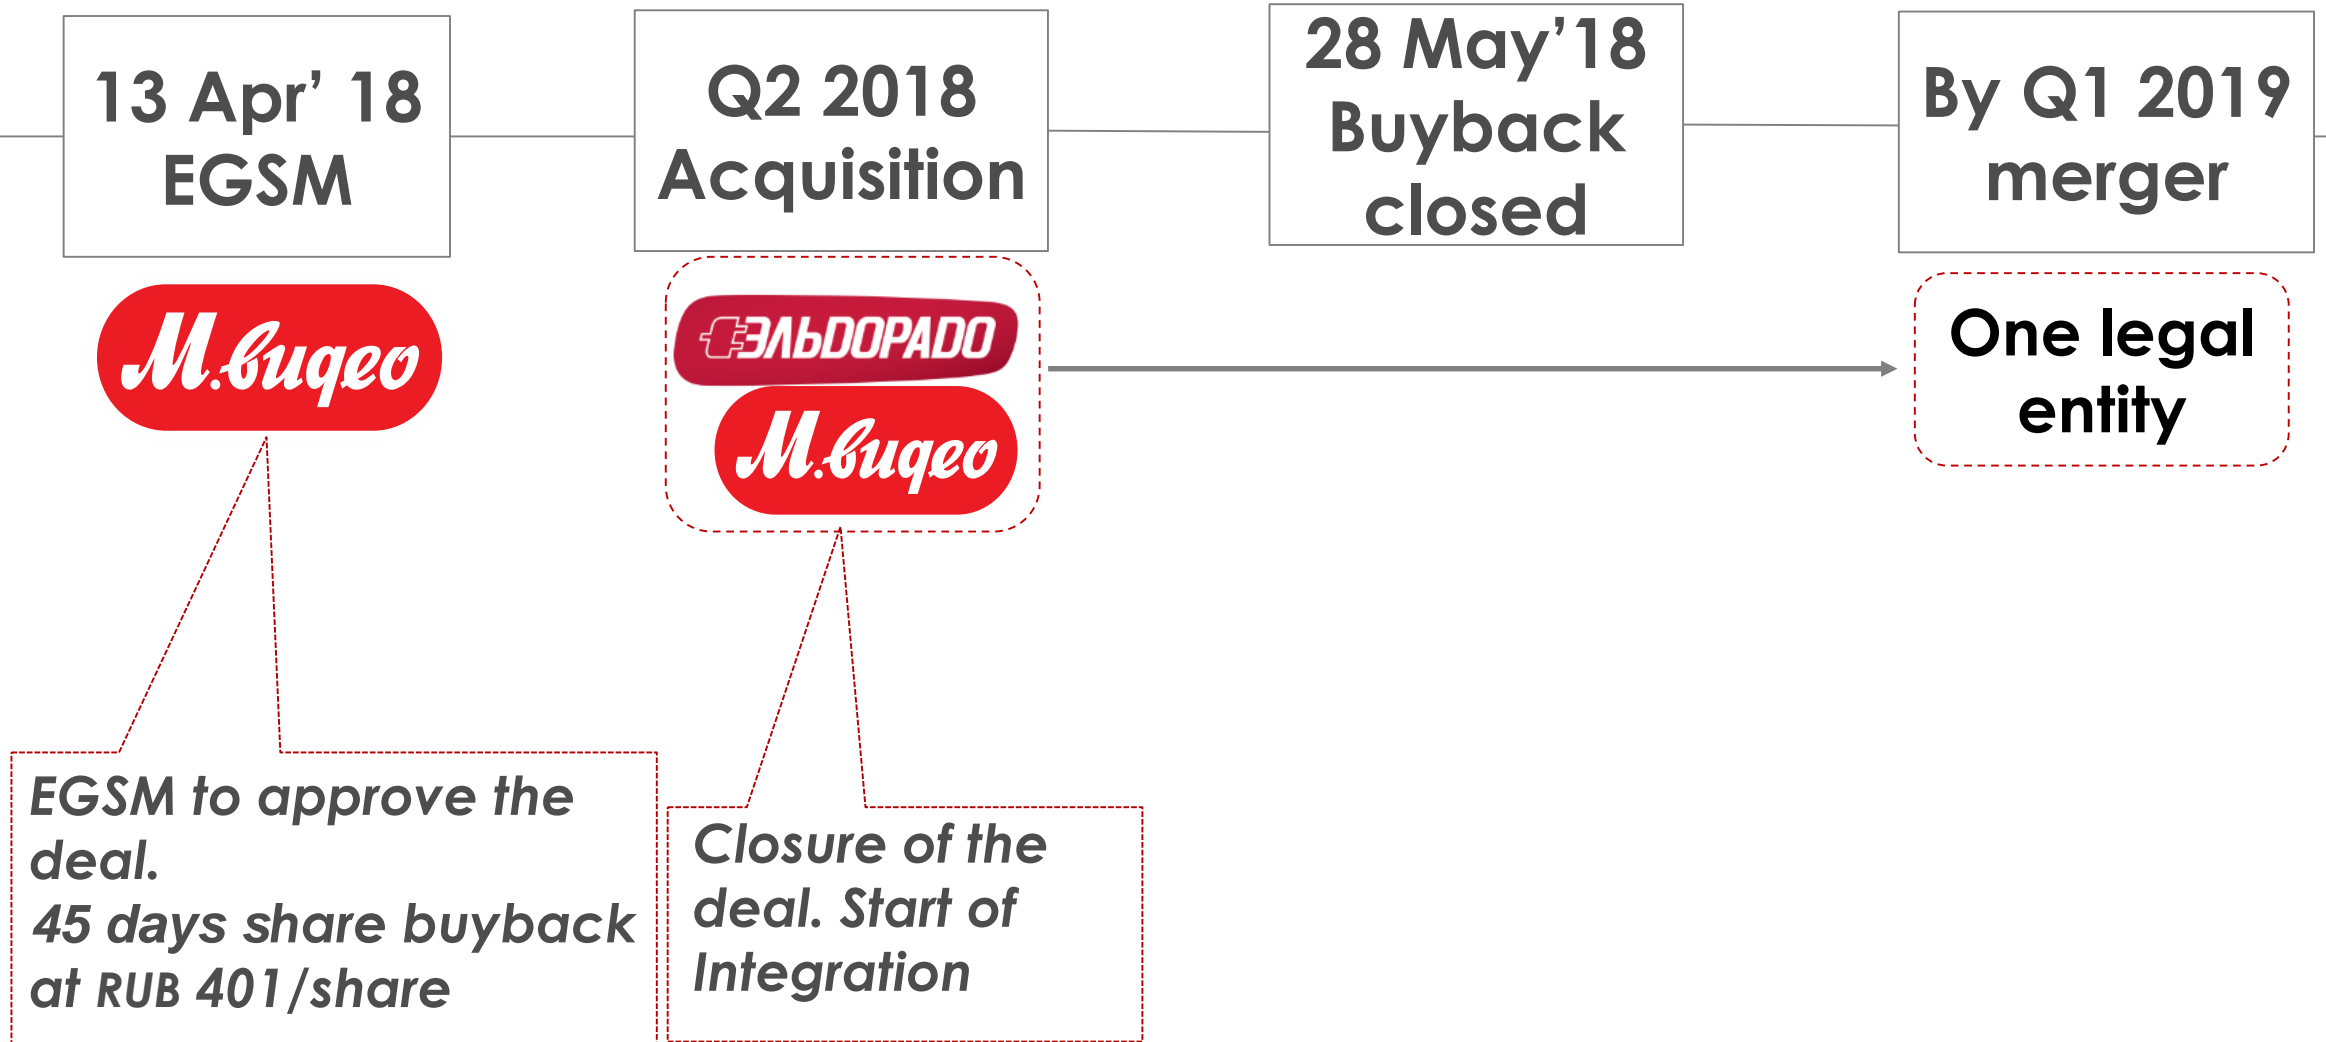 13 Apr’ 18
EGSM
Q2 2018
Acquisition
28 May’18
Buyback
closed
By Q1 2019
merger
М.видео
ЭЛЬДОРАДО
М.видео
One legal
entity
EGSM to approve the
deal.
45 days share buyback
at RUB 401/share
Closure of the
deal. Start of
Integration